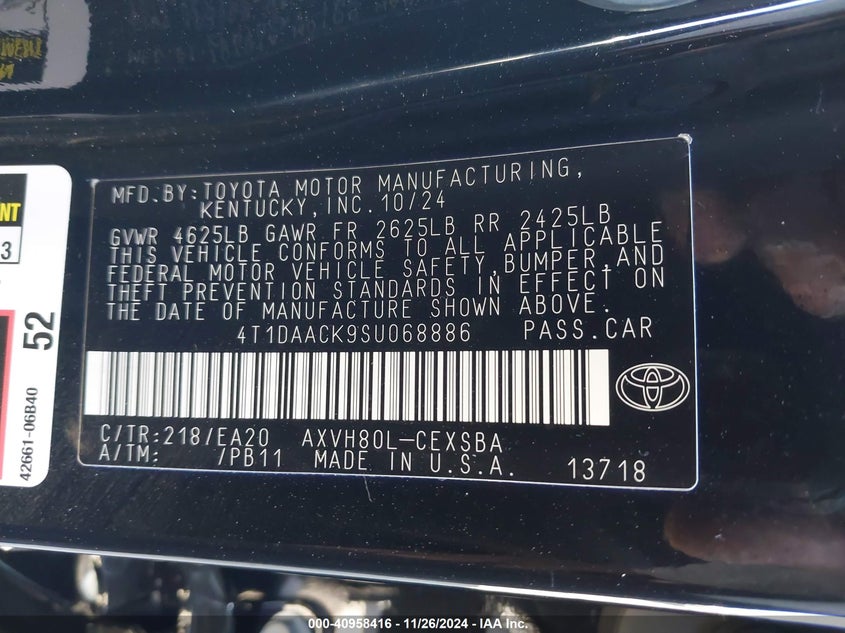 MFD.BY:TOYOTA MOTOR MANUFACTURING,
KENTUCKY,INC.10/24
GVWR 4625LB GAWR FR 2625LB RR 2425LB
THIS VEHICLE CONFORMS TO ALL APPLICABLE
FEDERAL MOTOR VEHICLE SAFETY,BUMPER,AND
THEFT PREVENTION STANDARDS IN EFFECT ON
THE DATE OF MANUFACTURE SHOWN ABOVE.
4T1DAACK9SU068886 PASS.CAR
C/TR:218/EA20 AXVH80L-CEXSBA
A/TM: /PB11 MADE IN U.S.A. 13718
3
52
42661-06B40
000-40958416 - 11/26/2024 - IAA Inc.